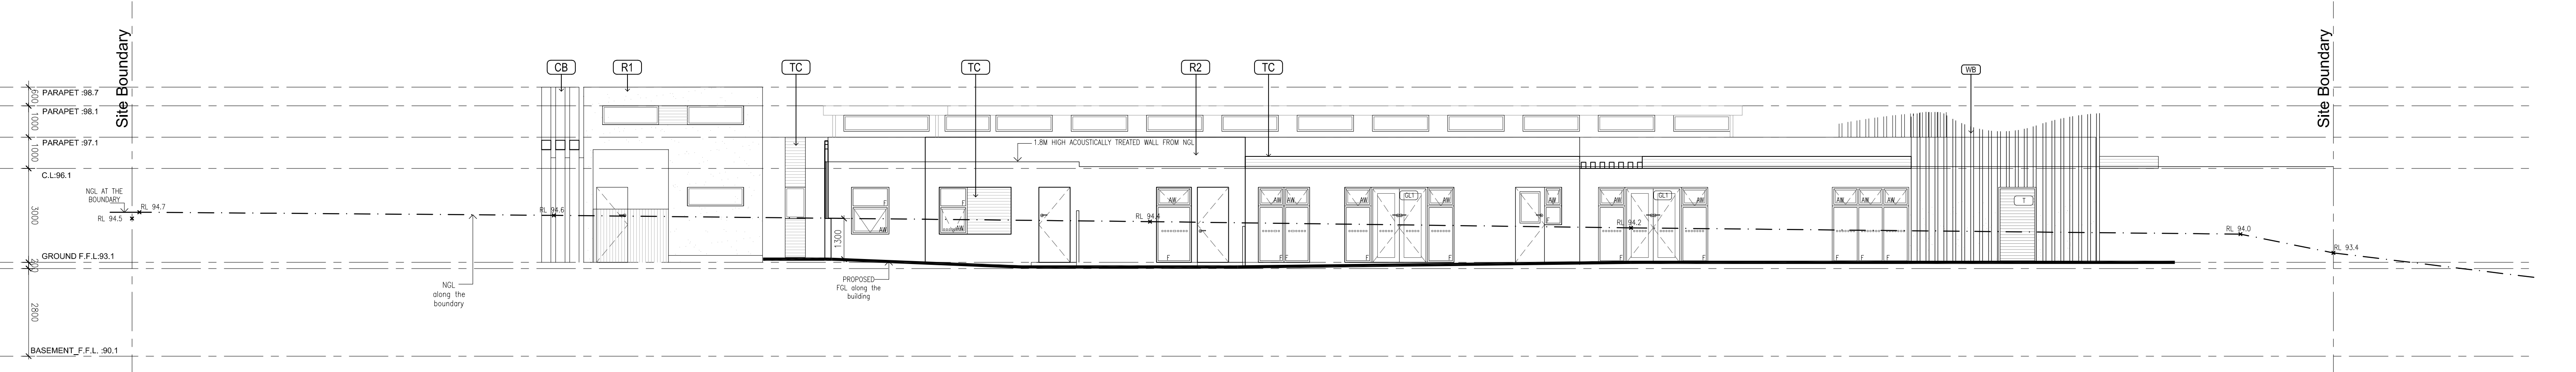 Site Boundary
Site Boundary
CB
R1
TC
TC
R2
TC
WB
600
PARAPET :98.7
1000
PARAPET :98.1
1000
PARAPET :97.1
C.L:96.1
1.8M HIGH ACOUSTICALLY TREATED WALL FROM NGL
NGL AT THE
BOUNDARY
RL 94.7
RL 94.5
3000
RL 94.6
RL 94.4
RL 94.2
RL 94.0
RL 93.4
F
AW
F
AW
AW
F
AW
AW
F
F
AW
GL1
AW
F
F
AW
F
AW
GL1
AW
F
F
AW
AW
AW
F
F
F
T
1300
GROUND F.F.L:93.1
200
PROPOSED
FGL along the
building
NGL
along the
boundary
2800
BASEMENT_F.F.L. :90.1